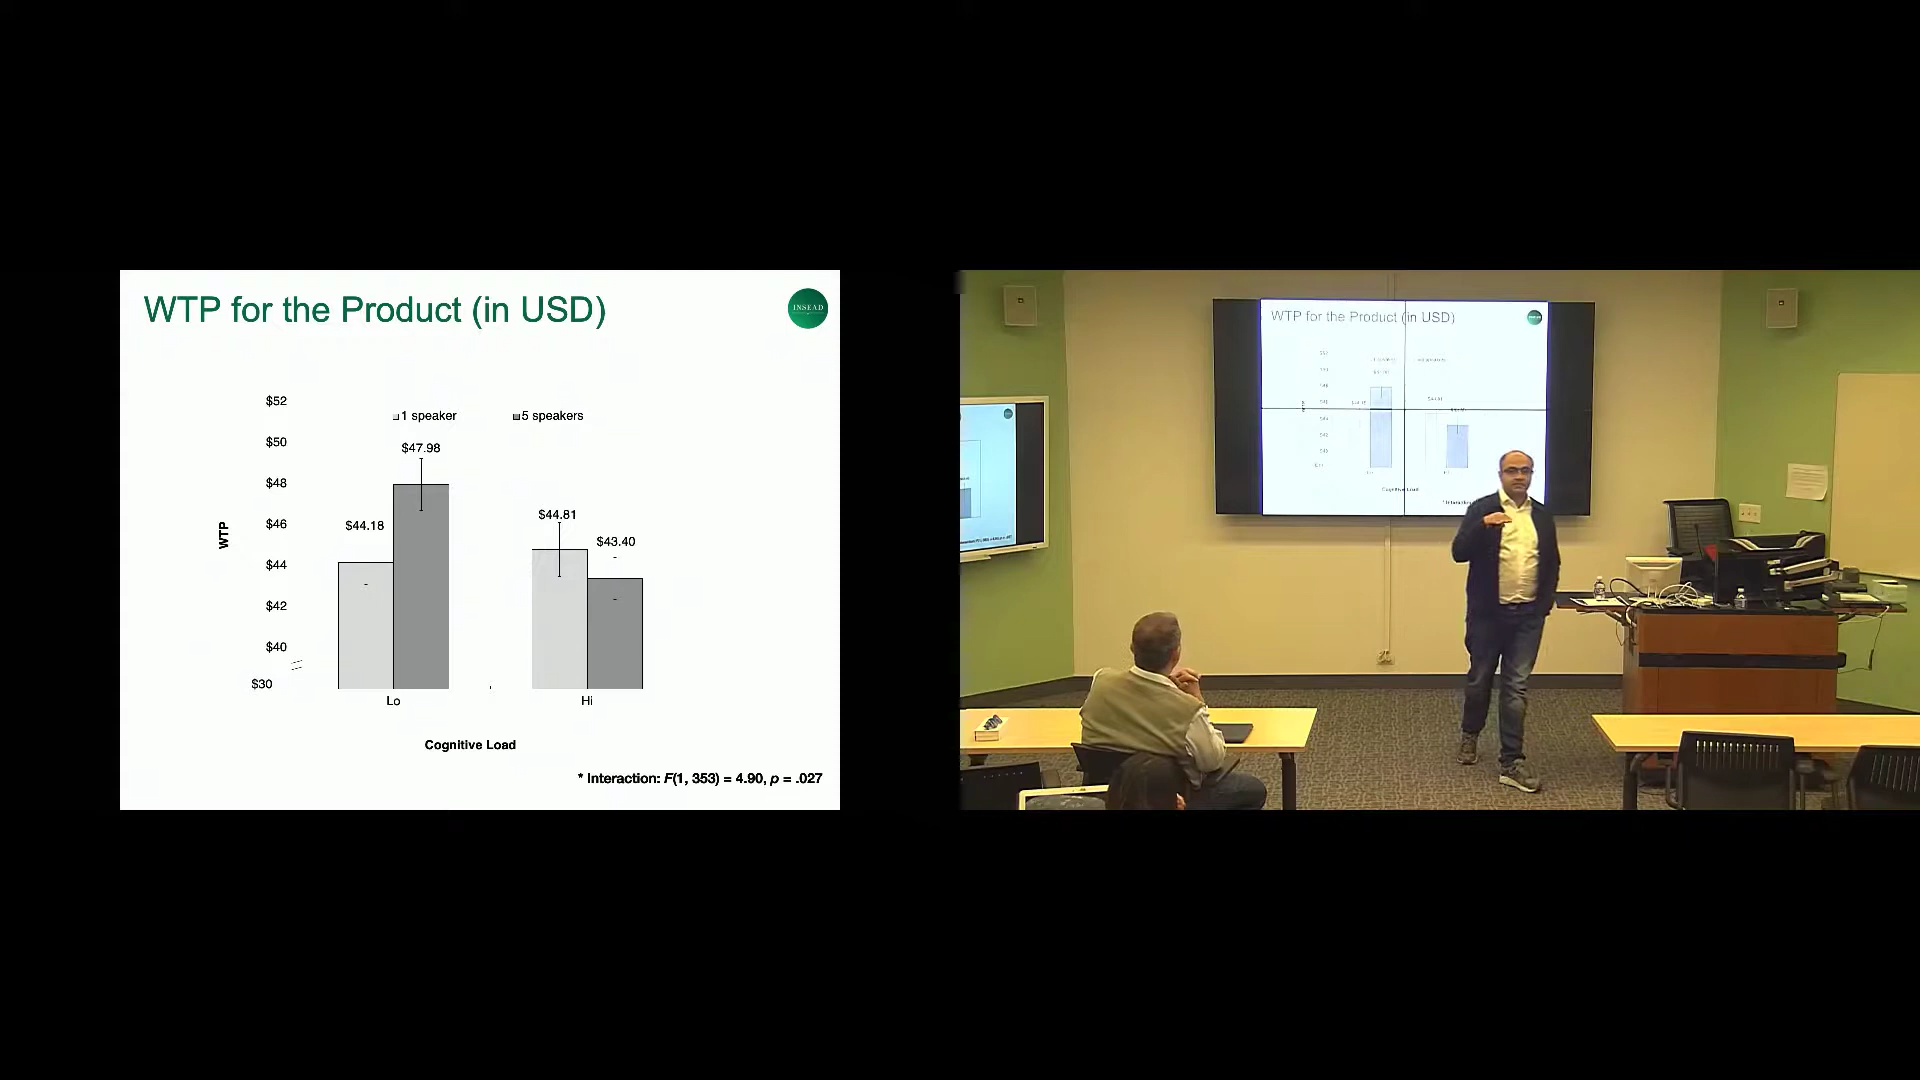 WTP for the Product (in USD)
INSEAD
$52
1 speaker
5 speakers
$50
$47.98
$48
$46
$44.18
$44.81
$43.40
WTP
$44
$42
$40
$30
Lo
Hi
Cognitive Load
* Interaction: F(1, 353) = 4.90, p = .027
WTP for the Product (in USD)
Cognitive Load